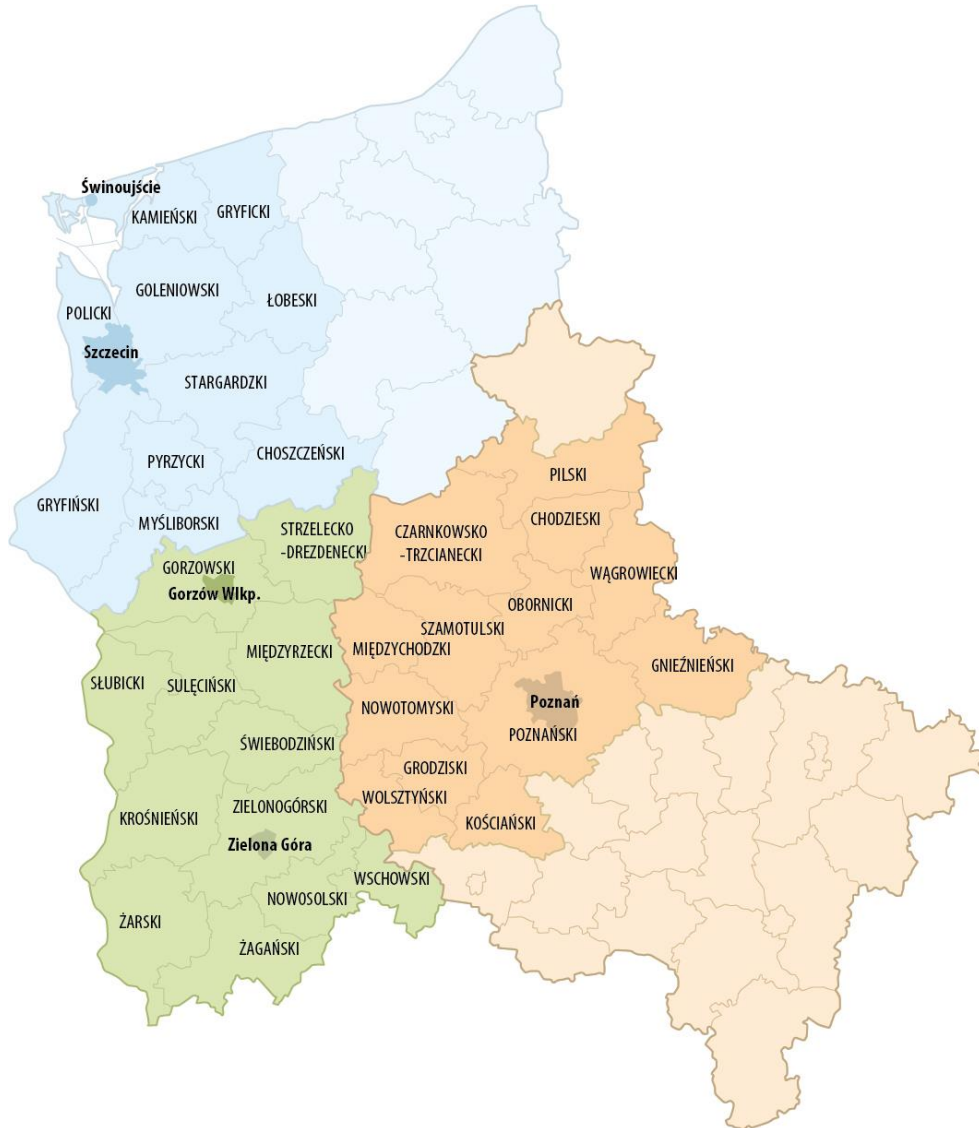 Świnoujście
KAMIEŃSKI
GRYFICKI
GOLENIOWSKI
ŁOBESKI
POLICKI
Szczecin
STARGARDZKI
CHOSZCZEŃSKI
PYRZYCKI
GRYFIŃSKI
MYŚLIBORSKI
PILSKI
STRZELECKO
-DREZDENECKI
CZARNKOWSKO
-TRZCIANECKI
CHODZIESKI
GORZOWSKI
Gorzów Wlkp.
WĄGROWIECKI
OBORNICKI
SZAMOTULSKI
MIĘDZYRZECKI
MIĘDZYCHODZKI
GNIEŹNIEŃSKI
SŁUBICKI
SULĘCIŃSKI
NOWOTOMYSKI
Poznań
POZNAŃSKI
ŚWIEBODZIŃSKI
GRODZISKI
WOLSZTYŃSKI
KROŚNIEŃSKI
ZIELONOGÓRSKI
KOŚCIAŃSKI
Zielona Góra
WSCHOWSKI
NOWOSOLSKI
ŻARSKI
ŻAGAŃSKI